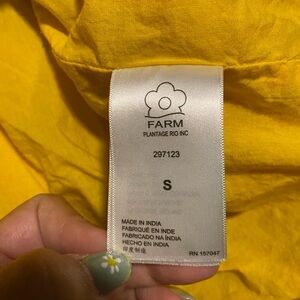 FARM
PLANTAGE RIO INC
297123
S
MADE IN INDIA
FABRIQUÉ EN INDE
FABRICADO NA ÍNDIA
HECHO EN INDIA
印度制造
RN 157047